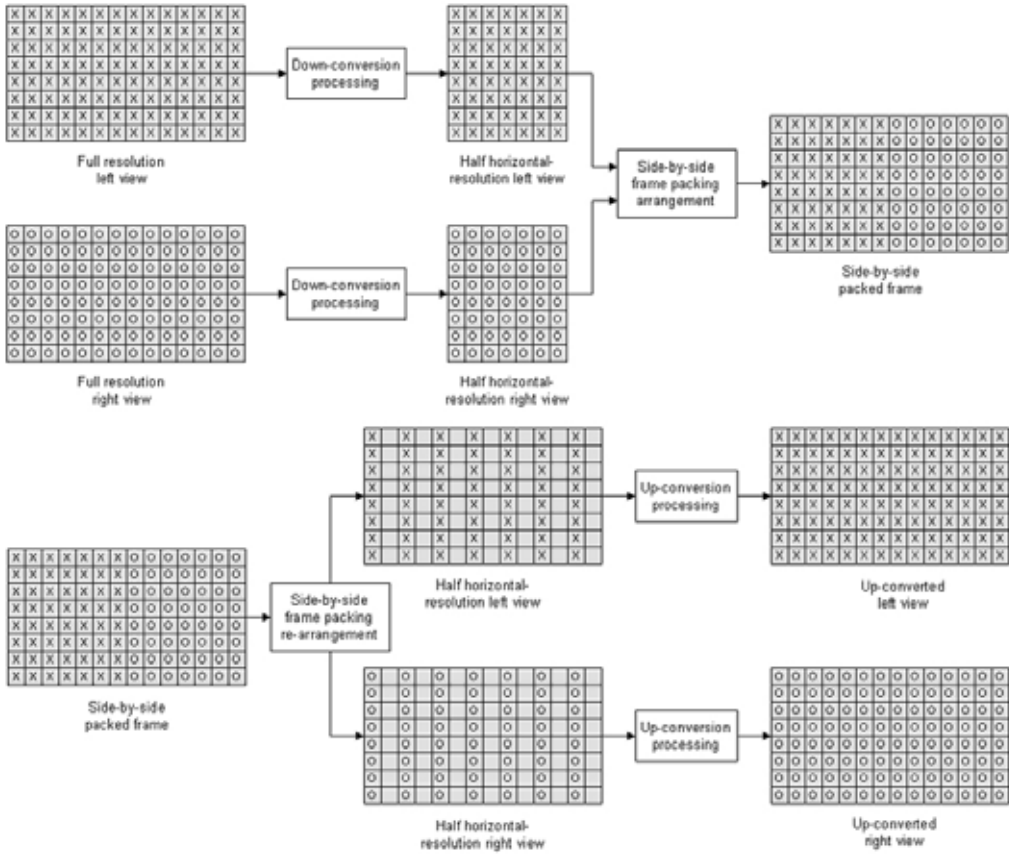 Down-conversion
processing
Full resolution
left view
Half horizontal-
resolution left view
Side-by-side
frame packing
arrangement
Side-by-side
packed frame
Down-conversion
processing
Full resolution
right view
Half horizontal-
resolution right view
Side-by-side
packed frame
Side-by-side
frame packing
re-arrangement
Half horizontal-
resolution left view
Up-conversion
processing
Up-converted
left view
Half horizontal-
resolution right view
Up-conversion
processing
Up-converted
right view